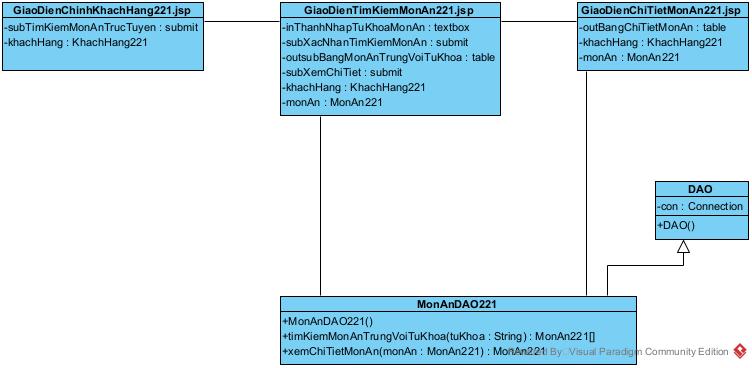 GiaoDienChinhKhachHang221.jsp
-subTimKiemMonAnTrucTuyen : submit
-khachHang : KhachHang221
GiaoDienTimKiemMonAn221.jsp
-inThanhNhapTuKhoaMonAn : textbox
-subXacNhanTimKiemMonAn : submit
-outsubBangMonAnTrungVoiTuKhoa : table
-subXemChiTiet : submit
-khachHang : KhachHang221
-monAn : MonAn221
GiaoDienChiTietMonAn221.jsp
-outBangChiTietMonAn : table
-khachHang : KhachHang221
-monAn : MonAn221
DAO
-con : Connection
+DAO()
MonAnDAO221
+MonAnDAO221()
+timKiemMonAnTrungVoiTuKhoa(tuKhoa : String) : MonAn221[]
+xemChiTietMonAn(monAn : MonAn221) : MonAn221
Visual Paradigm Community Edition